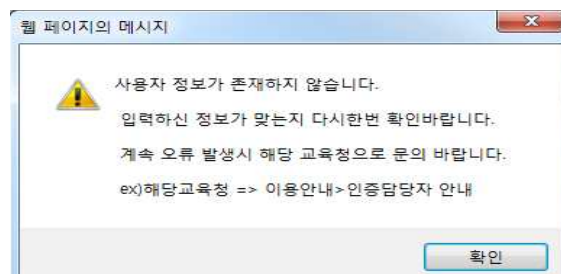 웹 페이지의 메시지
사용자 정보가 존재하지 않습니다.
입력하신 정보가 맞는지 다시한번 확인바랍니다.
계속 오류 발생시 해당 교육청으로 문의 바랍니다.
ex)해당교육청 => 이용안내>인증담당자 안내
확인